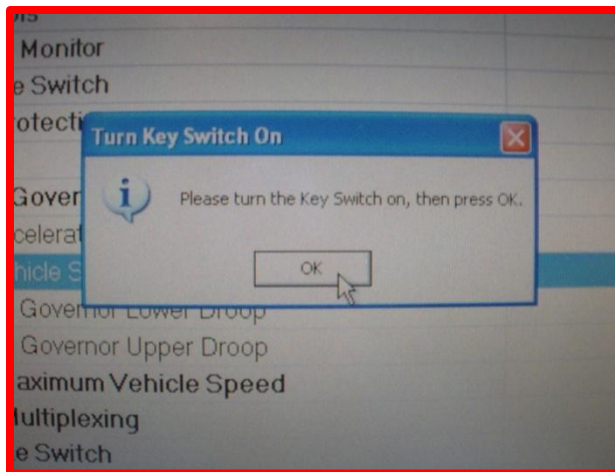 Monitor
e Switch
otecti
Turn Key Switch On
Please turn the Key Switch on, then press OK.
Gover
celerat
OK
hicle S
Governor Lower Droop
Governor Upper Droop
aximum Vehicle Speed
ultiplexing
e Switch